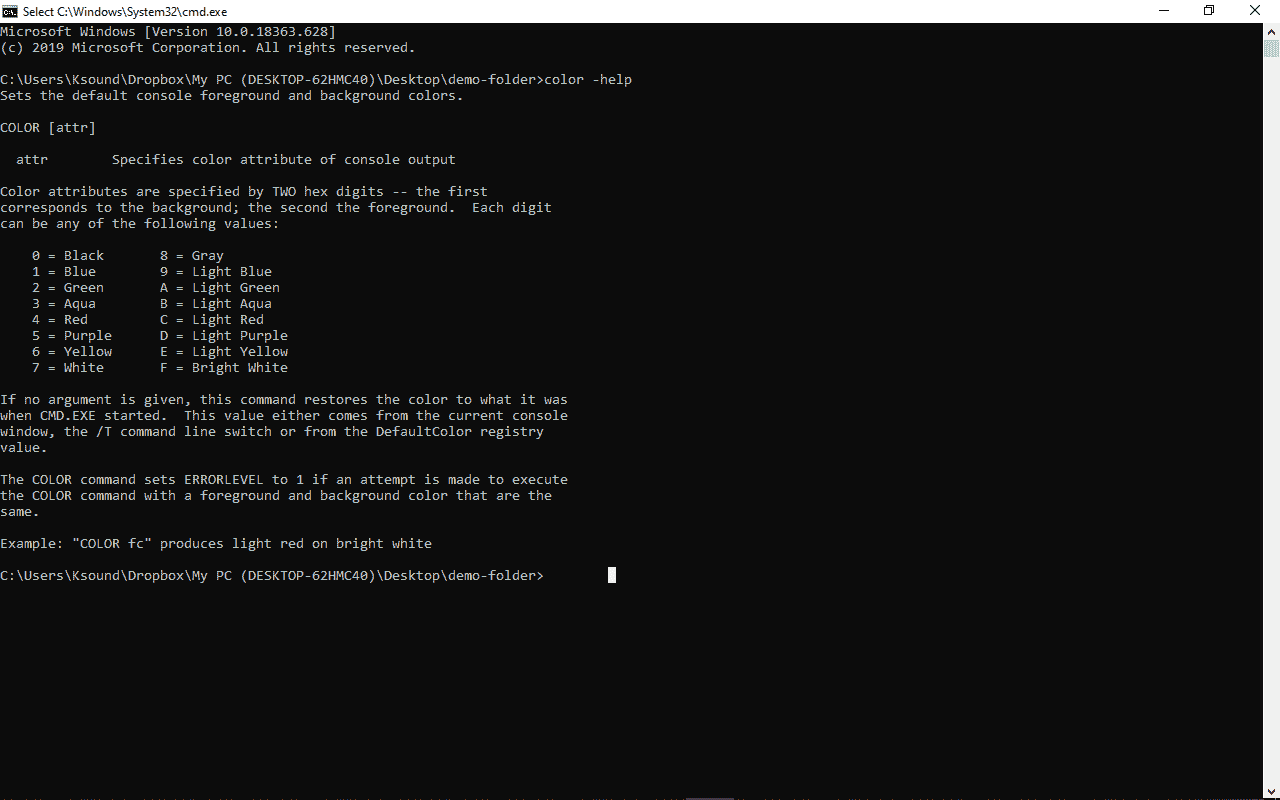 Select C:\Windows\System32\cmd.exe
Microsoft Windows [Version 10.0.18363.628]
(c) 2019 Microsoft Corporation. All rights reserved.
C:\Users\Ksound\Dropbox\My PC (DESKTOP-62HMC40)\Desktop\demo-folder>color -help
Sets the default console foreground and background colors.
COLOR [attr]
  attr        Specifies color attribute of console output
Color attributes are specified by TWO hex digits -- the first
corresponds to the background; the second the foreground.  Each digit
can be any of the following values:
    0 = Black       8 = Gray
    1 = Blue        9 = Light Blue
    2 = Green       A = Light Green
    3 = Aqua        B = Light Aqua
    4 = Red         C = Light Red
    5 = Purple      D = Light Purple
    6 = Yellow      E = Light Yellow
    7 = White       F = Bright White
If no argument is given, this command restores the color to what it was
when CMD.EXE started.  This value either comes from the current console
window, the /T command line switch or from the DefaultColor registry
value.
The COLOR command sets ERRORLEVEL to 1 if an attempt is made to execute
the COLOR command with a foreground and background color that are the
same.
Example: "COLOR fc" produces light red on bright white
C:\Users\Ksound\Dropbox\My PC (DESKTOP-62HMC40)\Desktop\demo-folder>